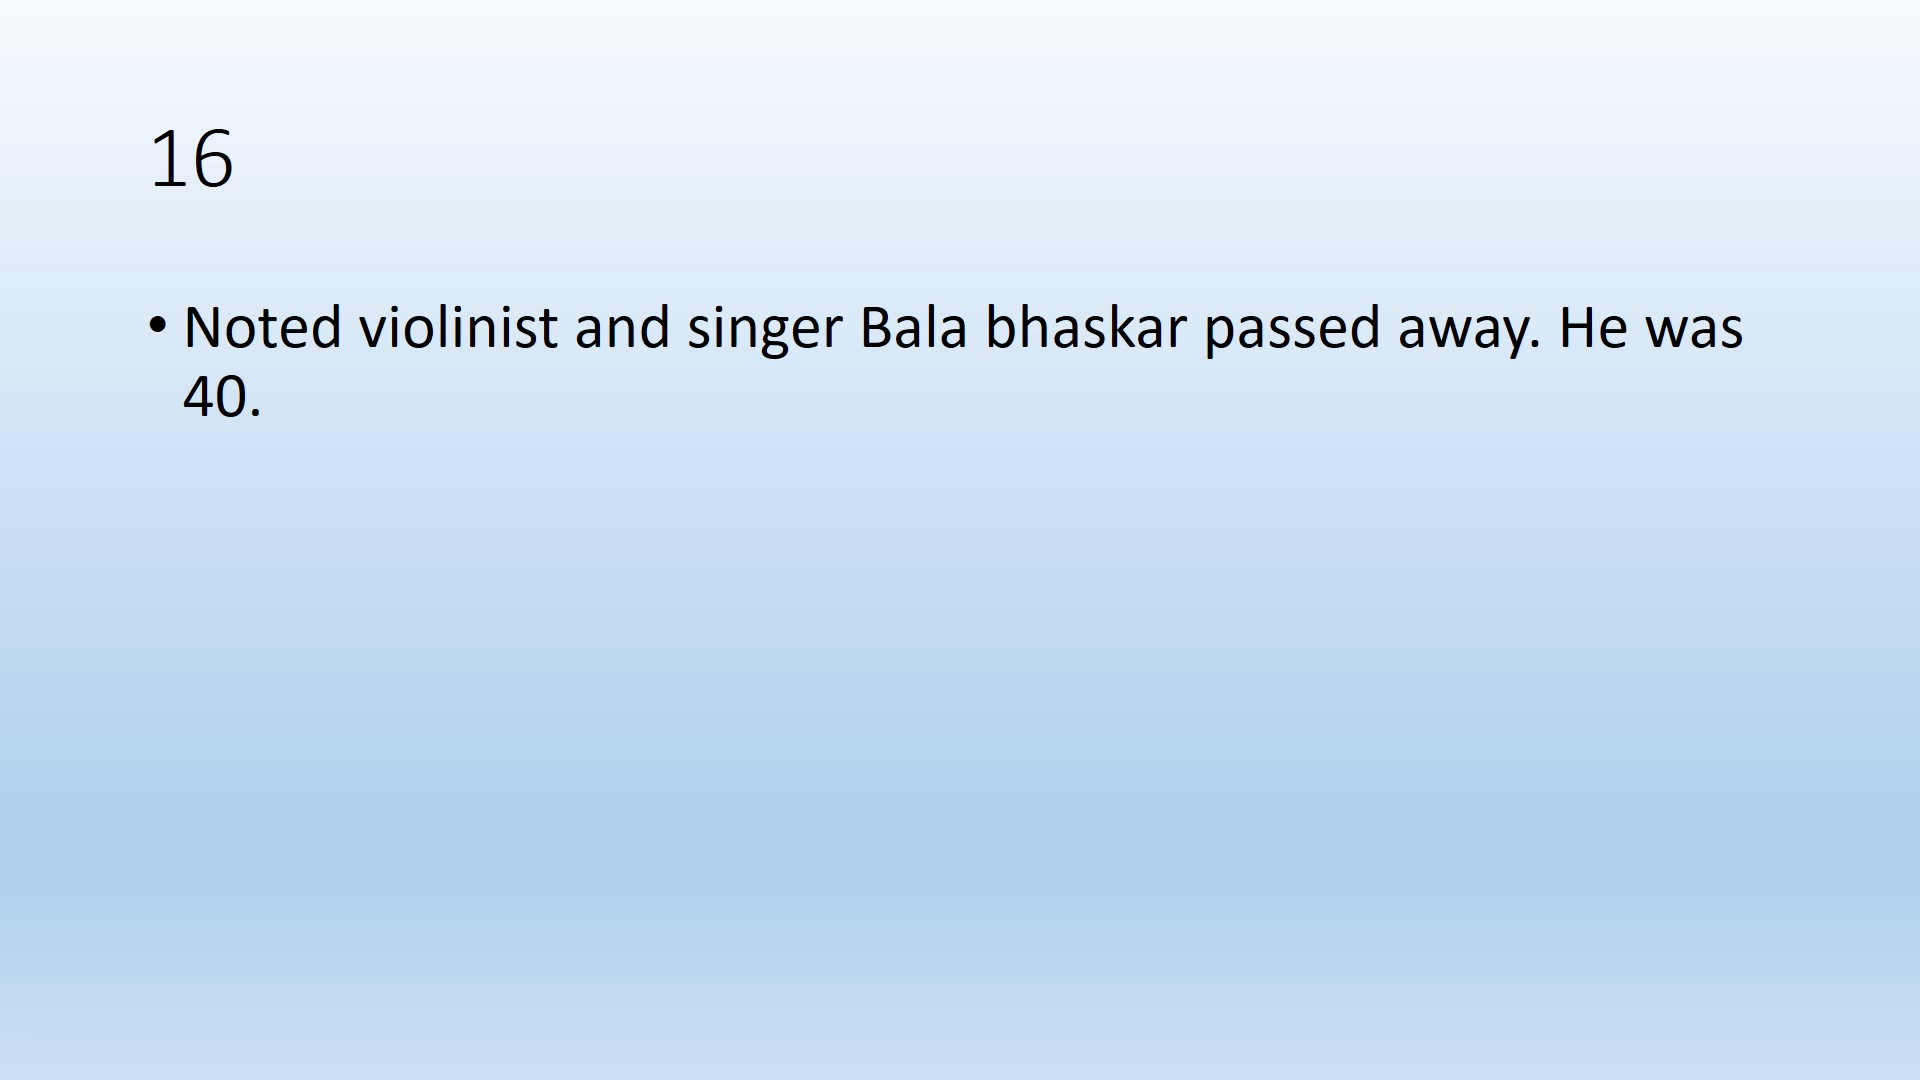 16
• Noted violinist and singer Bala bhaskar passed away. He was
40.